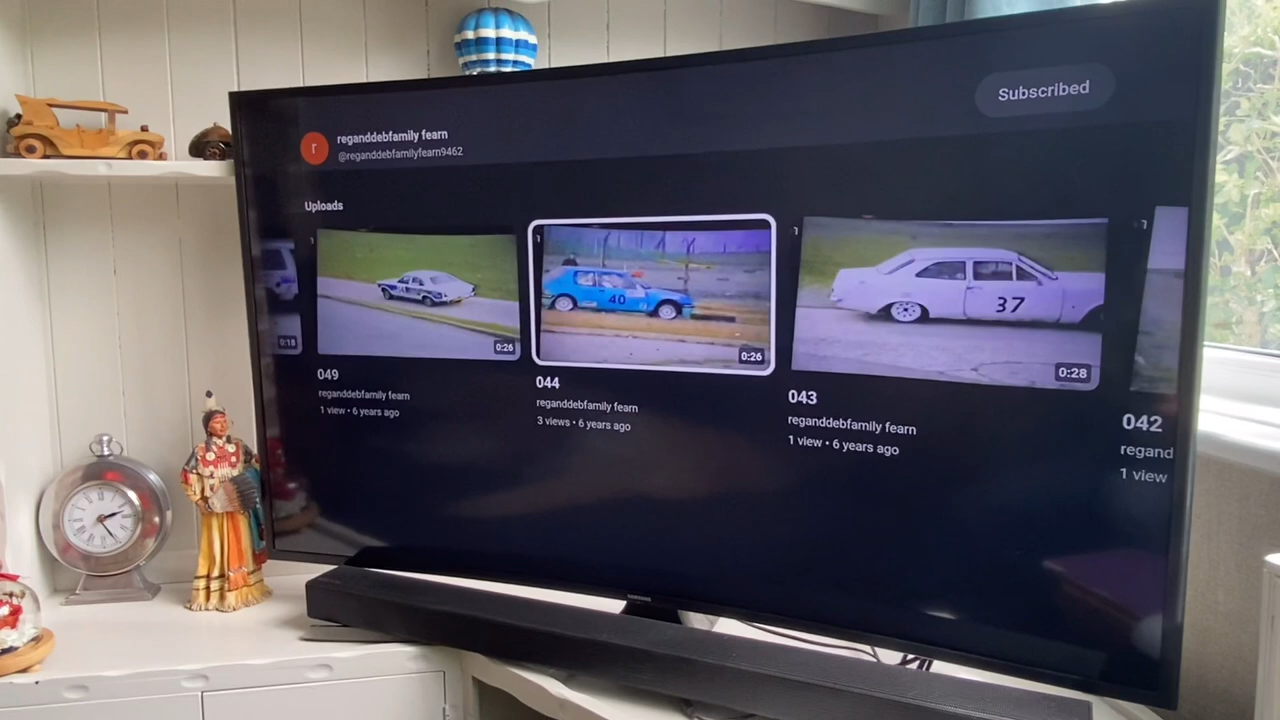 Subscribed
r
reganddebfamily fearn
@reganddebfamilyfearn9462
Uploads
0:18
0:26
049
reganddebfamily fearn
1 view • 6 years ago
40
0:26
044
reganddebfamily fearn
3 views • 6 years ago
37
0:28
043
reganddebfamily fearn
1 view • 6 years ago
042
regand
1 view
SAMSUNG